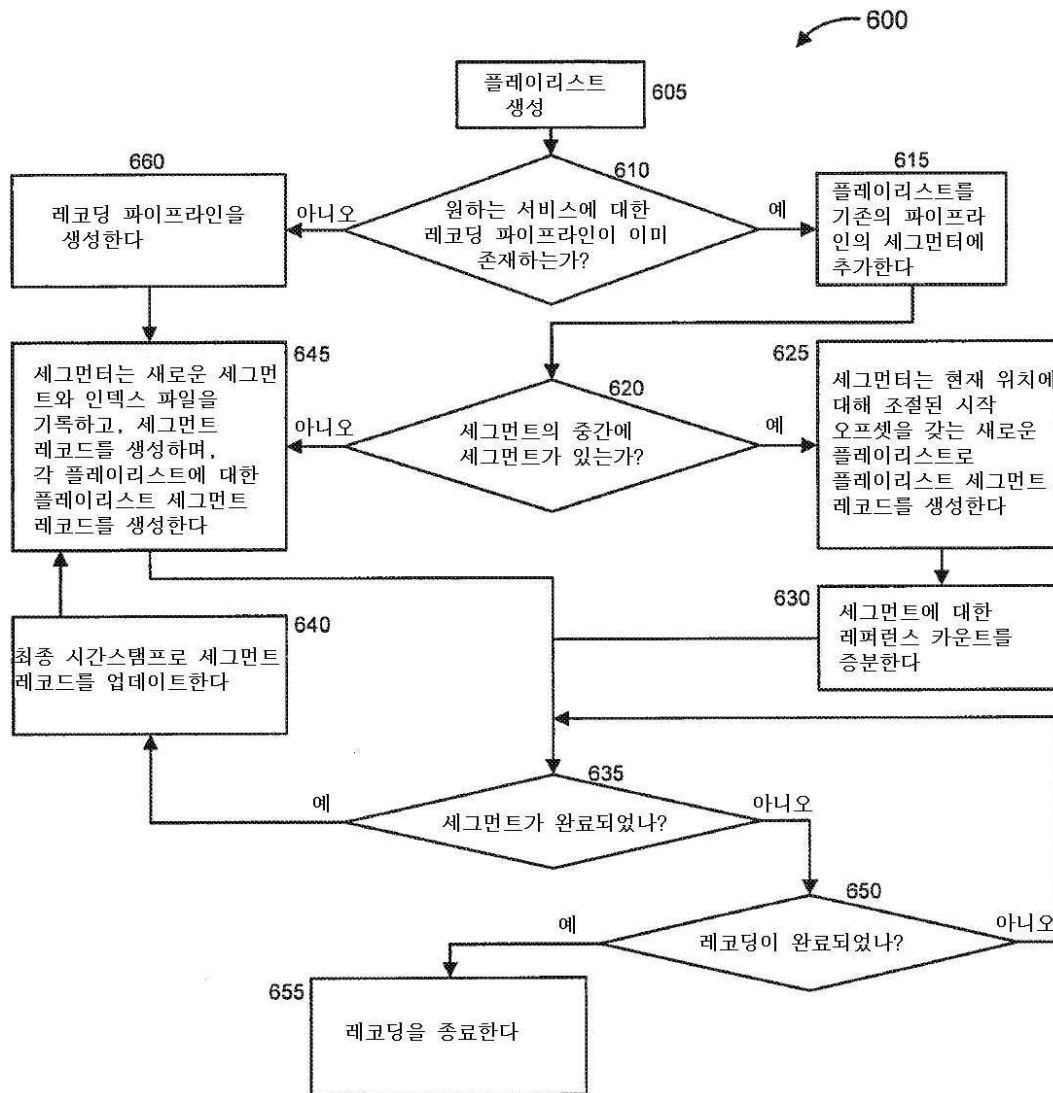 600
플레이리스트
생성
605
660
610
615
레코딩 파이프라인을
생성한다
아니오
원하는 서비스에 대한
레코딩 파이프라인이 이미
존재하는가?
예
플레이리스트를
기존의 파이프라
인의 세그먼터에
추가한다
645
세그먼터는 새로운 세그먼
트와 인덱스 파일을
기록하고, 세그먼트
레코드를 생성하며,
각 플레이리스트에 대한
플레이리스트 세그먼트
레코드를 생성한다
아니오
620
세그먼트의 중간에
세그먼트가 있는가?
예
625
세그먼터는 현재 위치에
대해 조절된 시작
오프셋을 갖는 새로운
플레이리스트로
플레이리스트 세그먼트
레코드를 생성한다
630
세그먼트에 대한
레퍼런스 카운트를
증분한다
640
최종 시간스탬프로 세그먼트
레코드를 업데이트한다
635
예
세그먼트가 완료되었나?
아니오
650
예
레코딩이 완료되었나?
아니오
655
레코딩을 종료한다